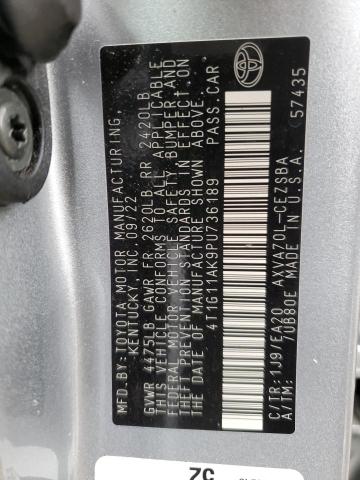 MFD. BY: TOYOTA MOTOR MANUFACTURING,
KENTUCKY, INC. 09/22
GVWR 4475LB GAWR FR 2620LB RR 2420LB
THIS VEHICLE CONFORMS TO ALL APPLICABLE
FEDERAL MOTOR VEHICLE SAFETY, BUMPER, AND
THEFT PREVENTION STANDARDS IN EFFECT ON
THE DATE OF MANUFACTURE SHOWN ABOVE.
4T1G11AK9PU736189 PASS.CAR
C/TR: 1J9/EA20 AXVA70L-CEZSBA
A/TM: /UB80E MADE IN U.S.A.
57435
ZC